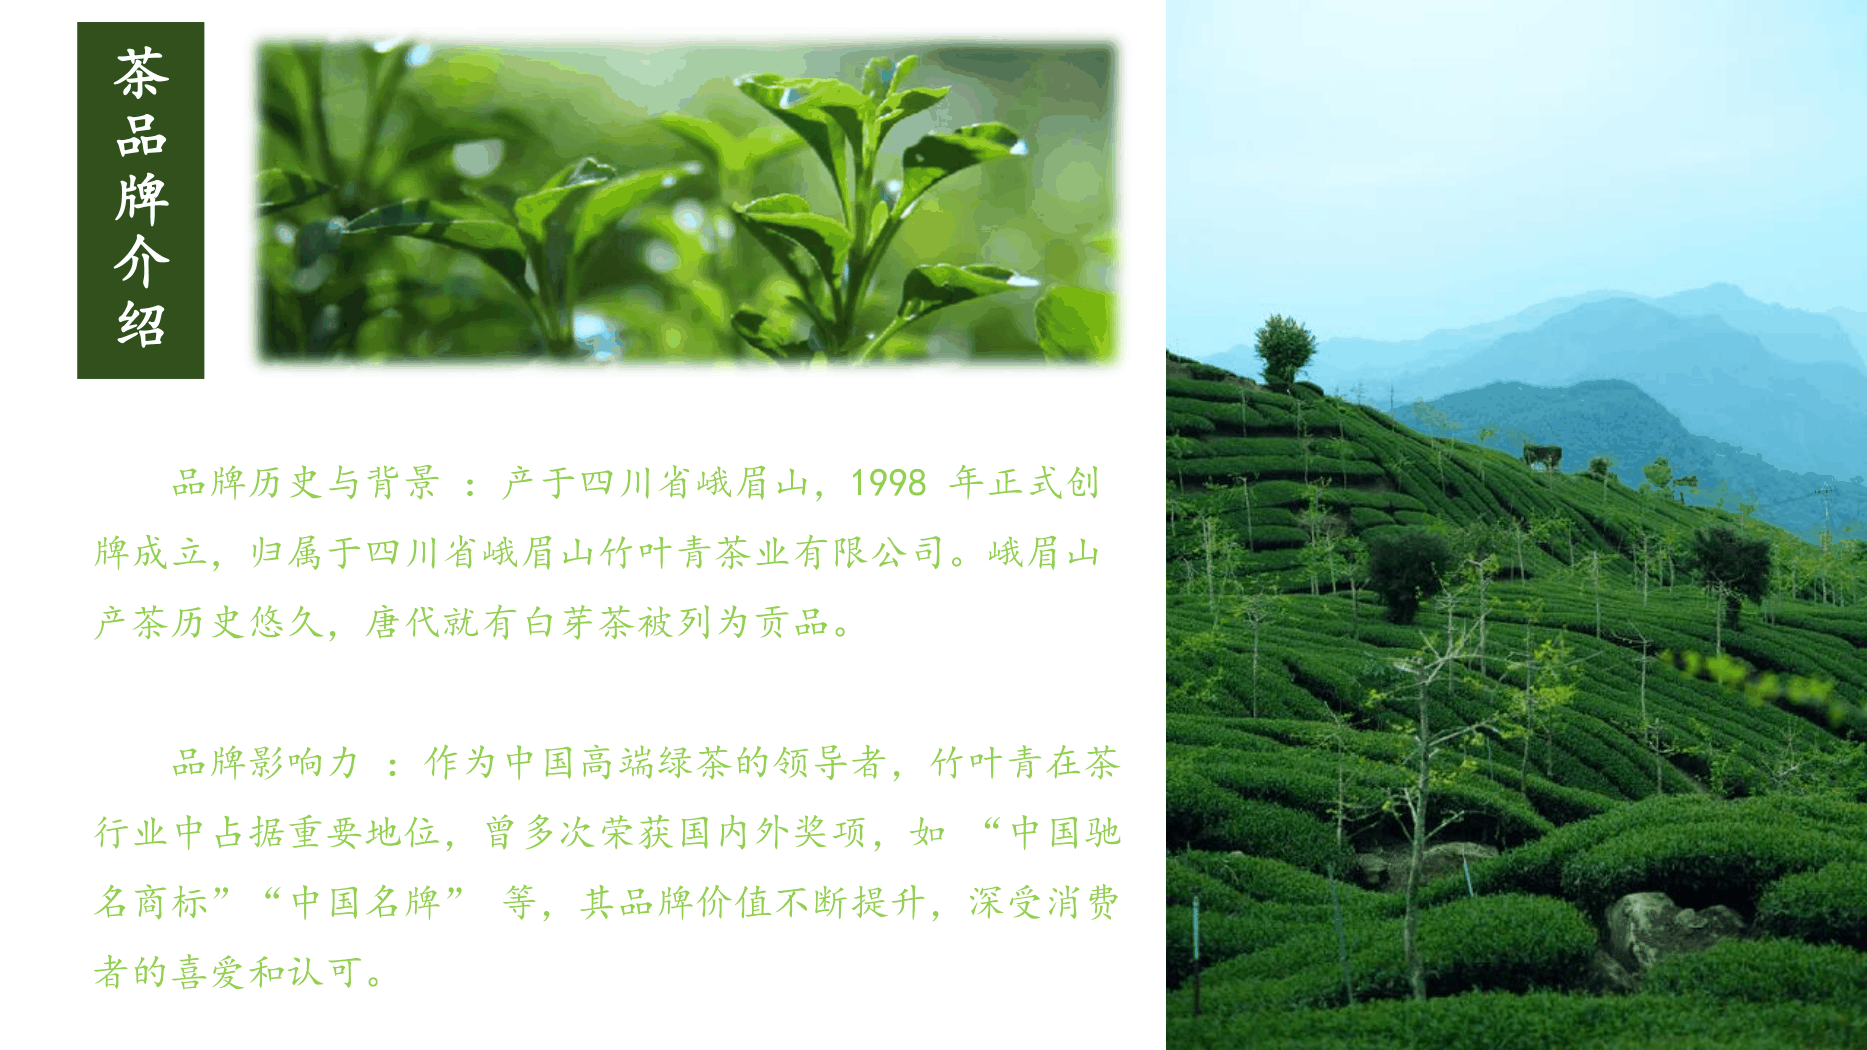 茶品牌介绍
品牌历史与背景 ：产于四川省峨眉山，1998 年正式创
牌成立，归属于四川省峨眉山竹叶青茶业有限公司。峨眉山
产茶历史悠久，唐代就有白芽茶被列为贡品。
品牌影响力 ：作为中国高端绿茶的领导者，竹叶青在茶
行业中占据重要地位，曾多次荣获国内外奖项，如 “中国驰
名商标”“中国名牌” 等，其品牌价值不断提升，深受消费
者的喜爱和认可。